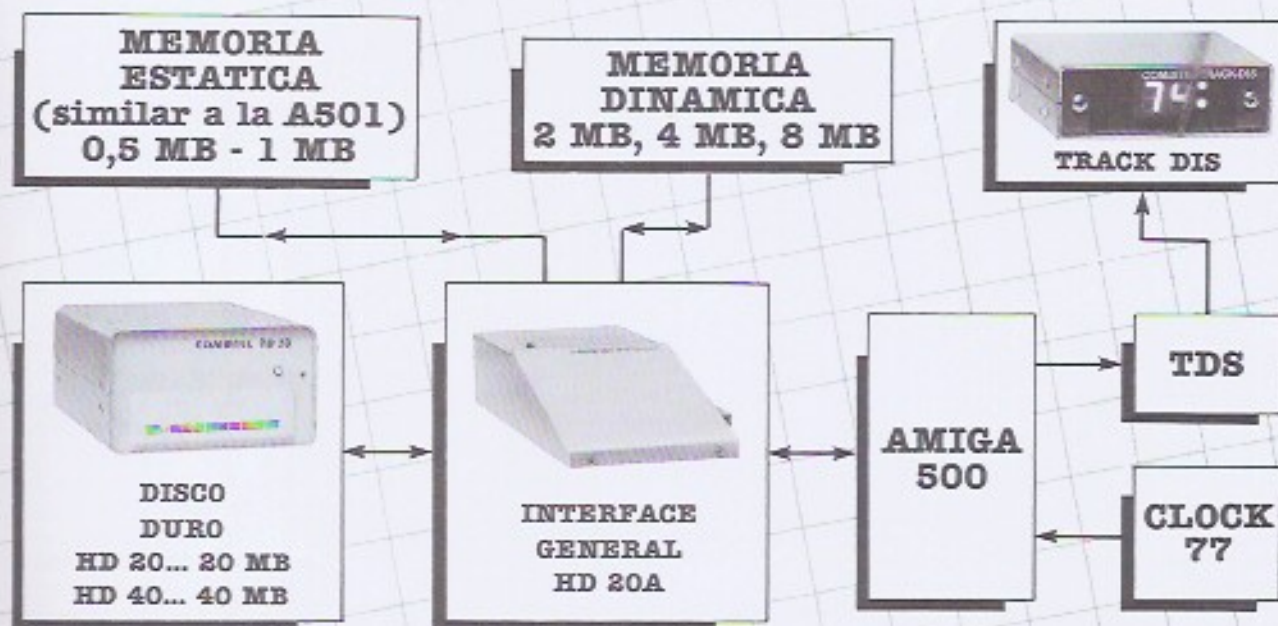 MEMORIA
ESTATICA
(similar a la A501)
0,5 MB - 1 MB
MEMORIA
DINAMICA
2 MB, 4 MB, 8 MB
74:
TRACK DIS
DISCO
DURO
HD 20... 20 MB
HD 40... 40 MB
INTERFACE
GENERAL
HD 20A
AMIGA
500
TDS
CLOCK
77